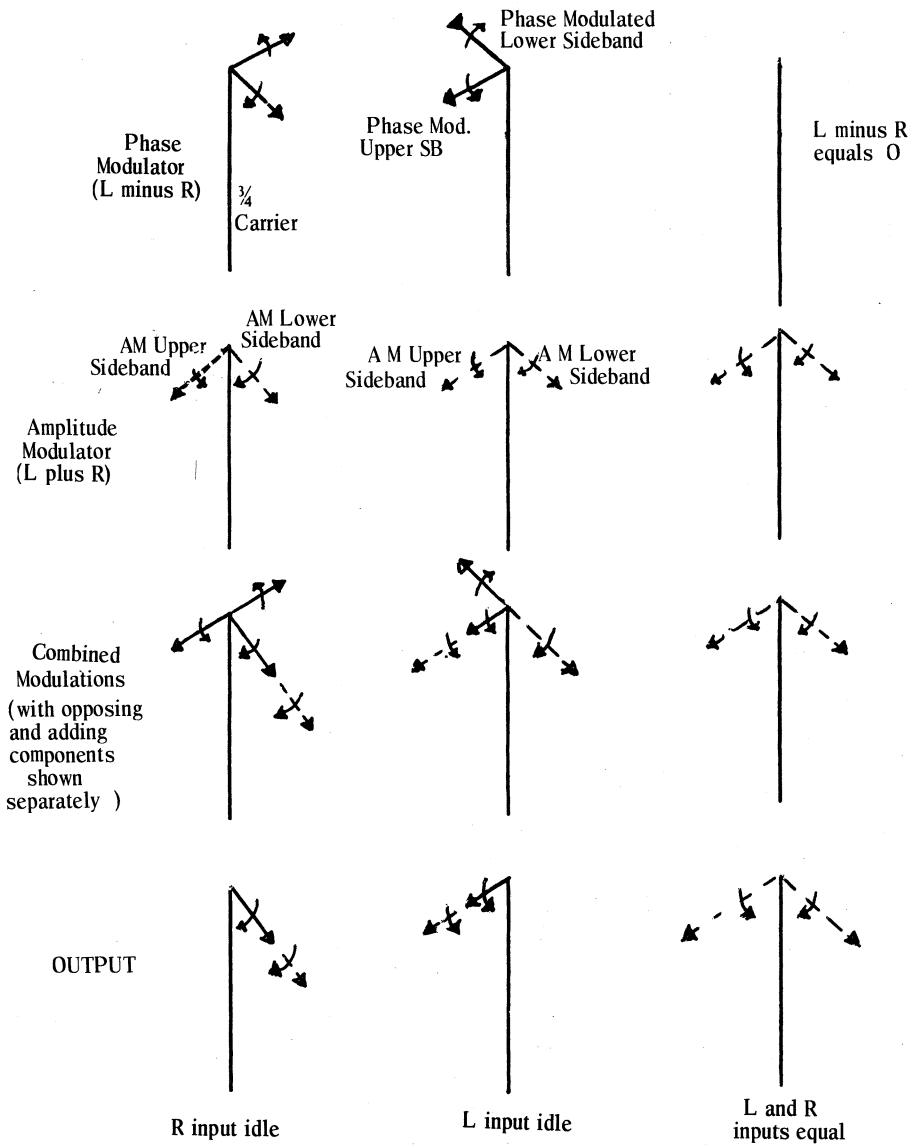 Phase Modulated
Lower Sideband
Phase Mod.
Upper SB
Phase
Modulator
(L minus R)
¾
Carrier
L minus R
equals O
AM Upper
Sideband
AM Lower
Sideband
A M Upper
Sideband
A M Lower
Sideband
Amplitude
Modulator
(L plus R)
Combined
Modulations
(with opposing
and adding
components
shown
separately )
OUTPUT
R input idle
L input idle
L and R
inputs equal